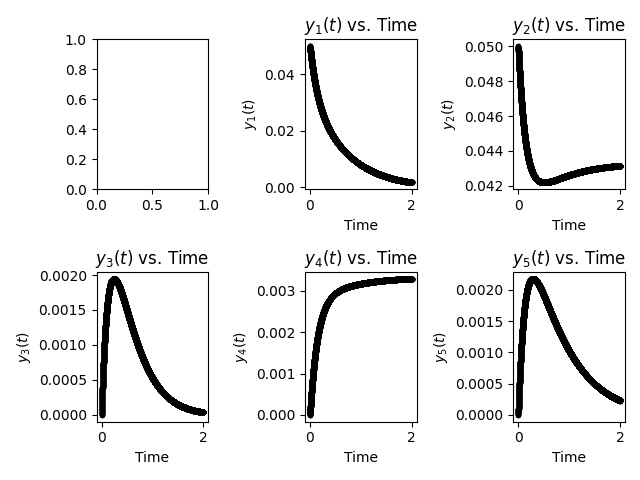 1.0
0.8
0.6
0.4
0.2
0.0
0.0 0.5 1.0
y₁(t) vs. Time
0.04
0.02
0.00
y₁(t)
0 2
Time
y₂(t) vs. Time
0.050
0.048
0.046
0.044
0.042
y₂(t)
0 2
Time
y₃(t) vs. Time
0.0020
0.0015
0.0010
0.0005
0.0000
y₃(t)
0 2
Time
y₄(t) vs. Time
0.003
0.002
0.001
0.000
y₄(t)
0 2
Time
y₅(t) vs. Time
0.0020
0.0015
0.0010
0.0005
0.0000
y₅(t)
0 2
Time